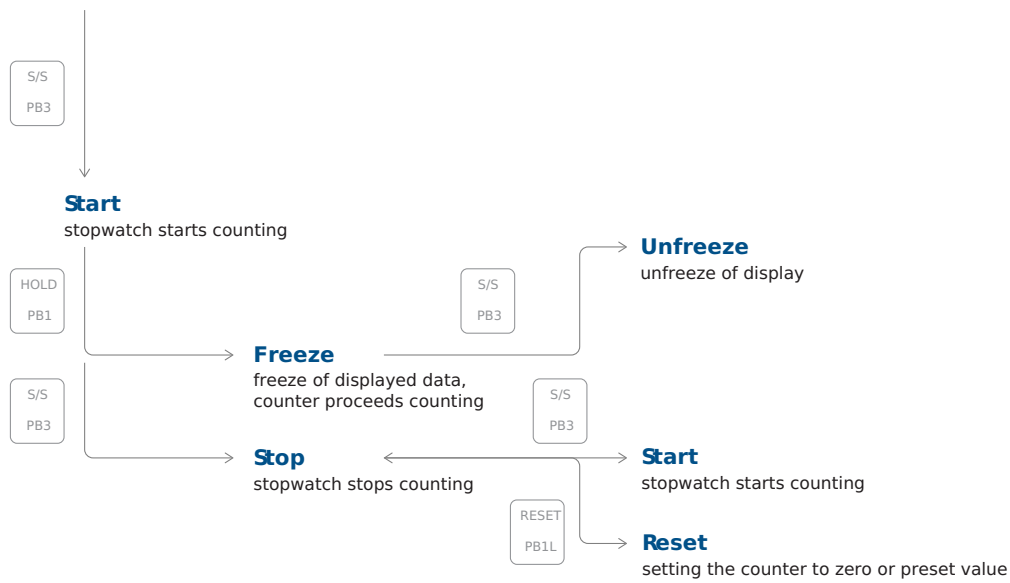 S/S
PB3
Start
stopwatch starts counting
HOLD
PB1
S/S
PB3
Unfreeze
unfreeze of display
Freeze
freeze of displayed data,
counter proceeds counting
S/S
PB3
S/S
PB3
Stop
stopwatch stops counting
Start
stopwatch starts counting
RESET
PB1L
Reset
setting the counter to zero or preset value